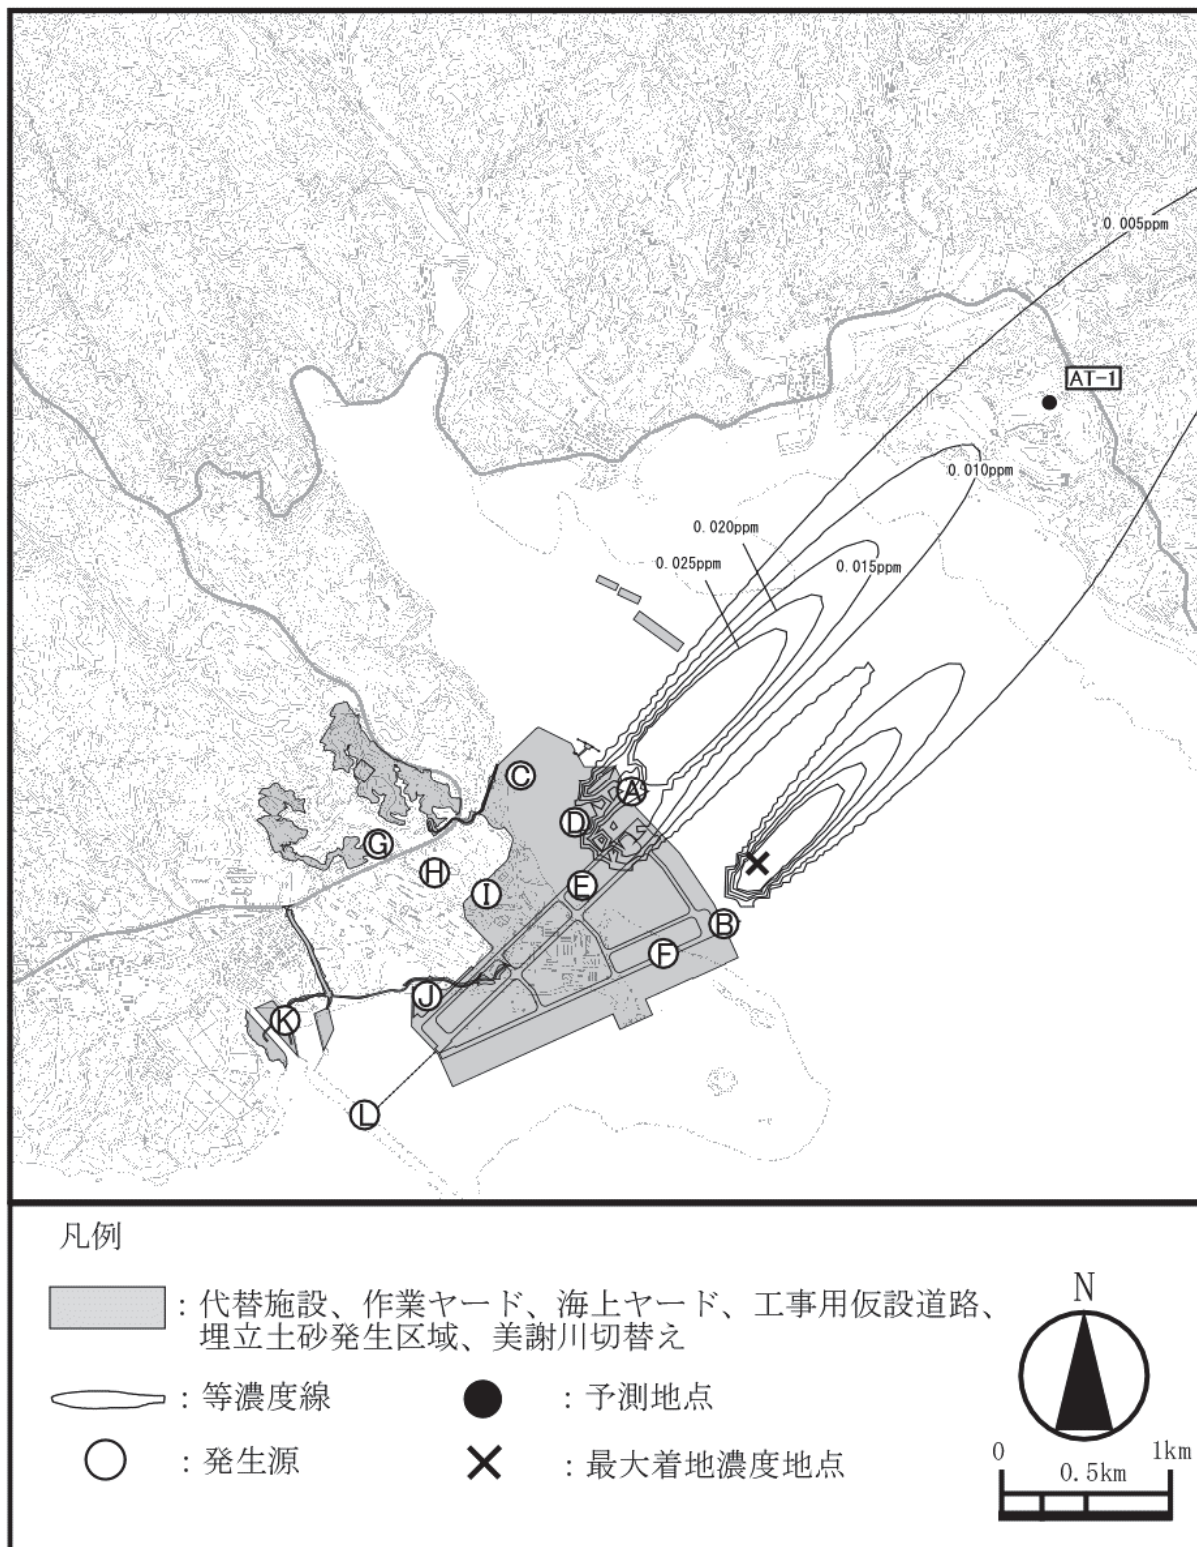 0.005ppm
AT-1
0.010ppm
0.020ppm
0.025ppm
0.015ppm
C
A
D
G
H
E
I
B
F
J
K
L
凡例
：代替施設、作業ヤード、海上ヤード、工事用仮設道路、
埋立土砂発生区域、美謝川切替え
：等濃度線
：予測地点
：発生源
：最大着地濃度地点
N
0
0.5km
1km